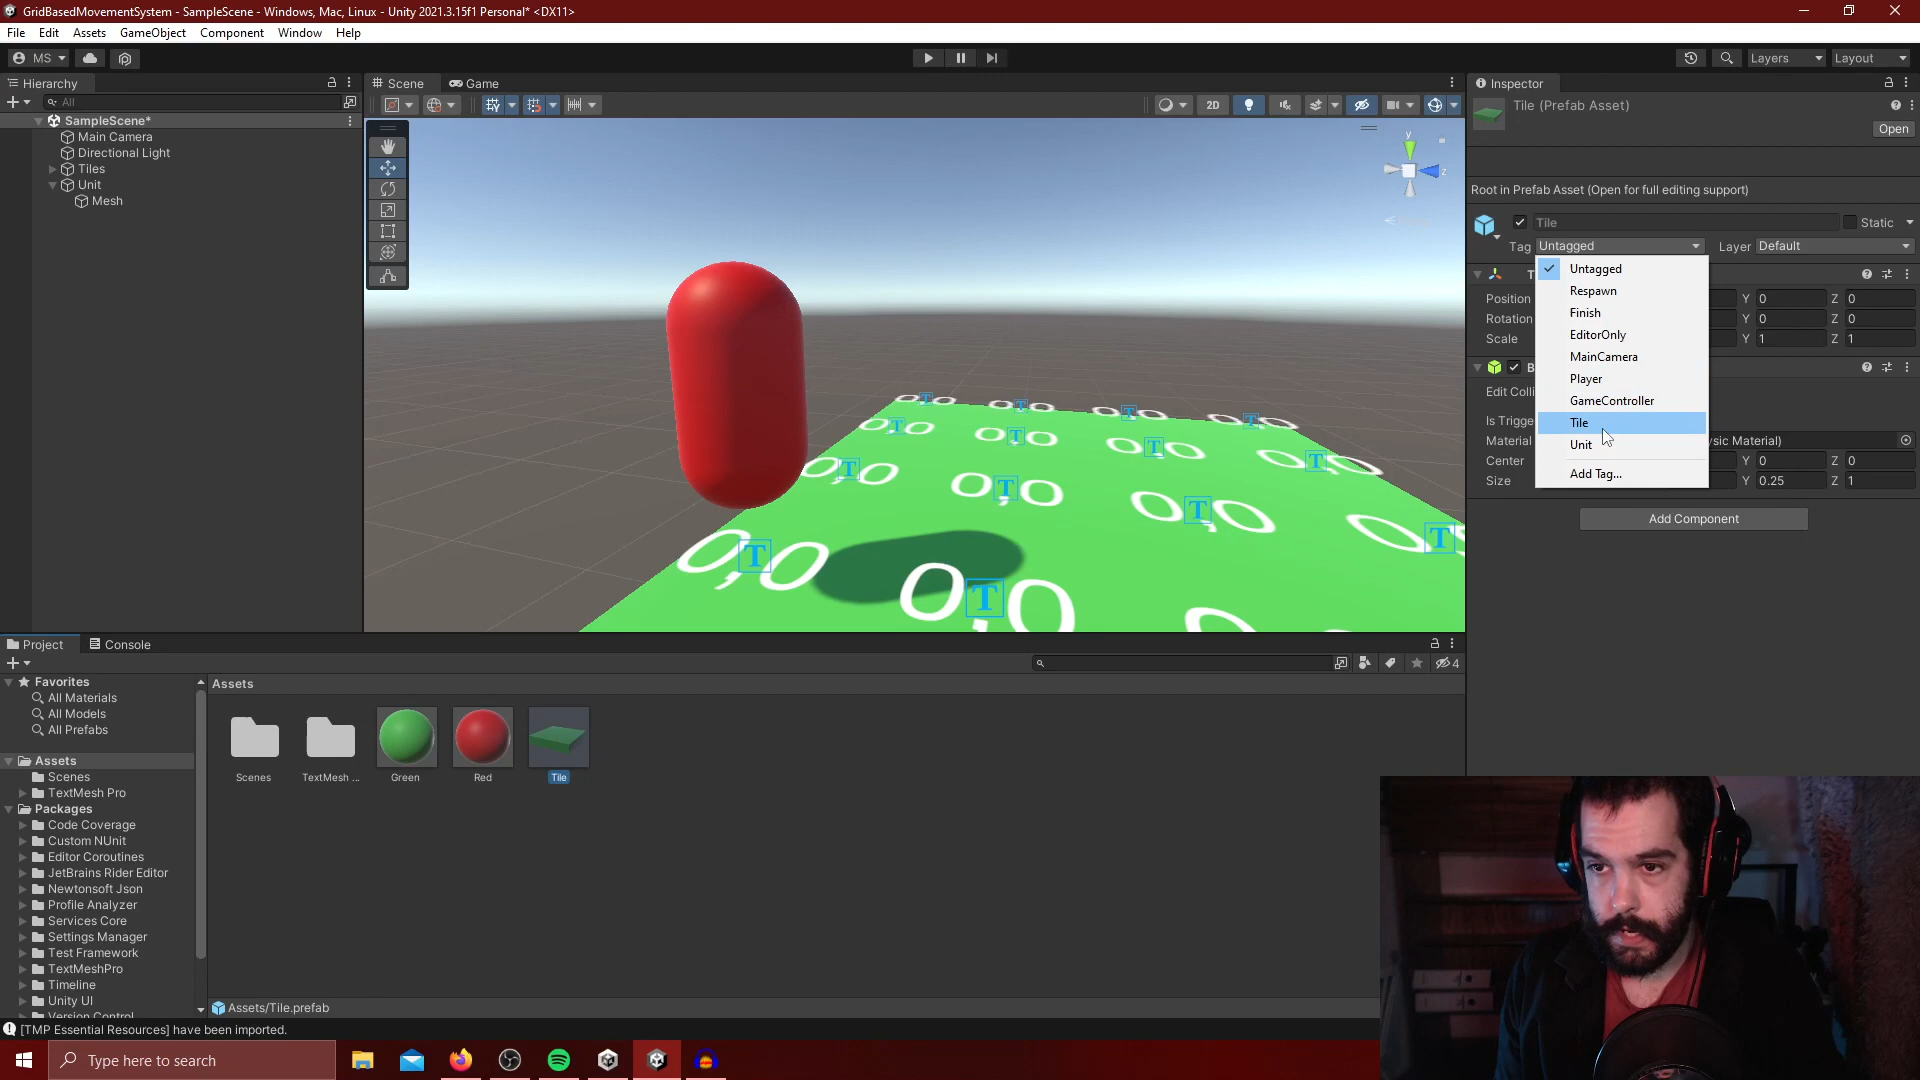 GridBasedMovementSystem - SampleScene - Windows, Mac, Linux - Unity 2021.3.15f1 Personal* <DX11>
File Edit Assets GameObject Component Window Help
MS Layers Layout
Hierarchy
All
SampleScene*
Main Camera
Directional Light
Tiles
Unit
Mesh
Scene Game
2D
y
z
0,0
0,0
Inspector
Tile (Prefab Asset)
Open
Root in Prefab Asset (Open for full editing support)
Tile Static
Tag Untagged Layer Default
Untagged
Respawn
Finish
EditorOnly
MainCamera
Player
GameController
Tile
Unit
Add Tag...
T
Position Y 0 Z 0
Rotation Y 0 Z 0
Scale Y 1 Z 1
B
Edit Colli
Is Trigge
Material ysic Material)
Center Y 0 Z 0
Size Y 0.25 Z 1
Add Component
Project Console
4
Favorites
All Materials
All Models
All Prefabs
Assets
Scenes
TextMesh Pro
Packages
Code Coverage
Custom NUnit
Editor Coroutines
JetBrains Rider Editor
Newtonsoft Json
Profile Analyzer
Services Core
Settings Manager
Test Framework
TextMeshPro
Timeline
Unity UI
Version Control
Assets
Scenes TextMesh ... Green Red Tile
Assets/Tile.prefab
[TMP Essential Resources] have been imported.
Type here to search